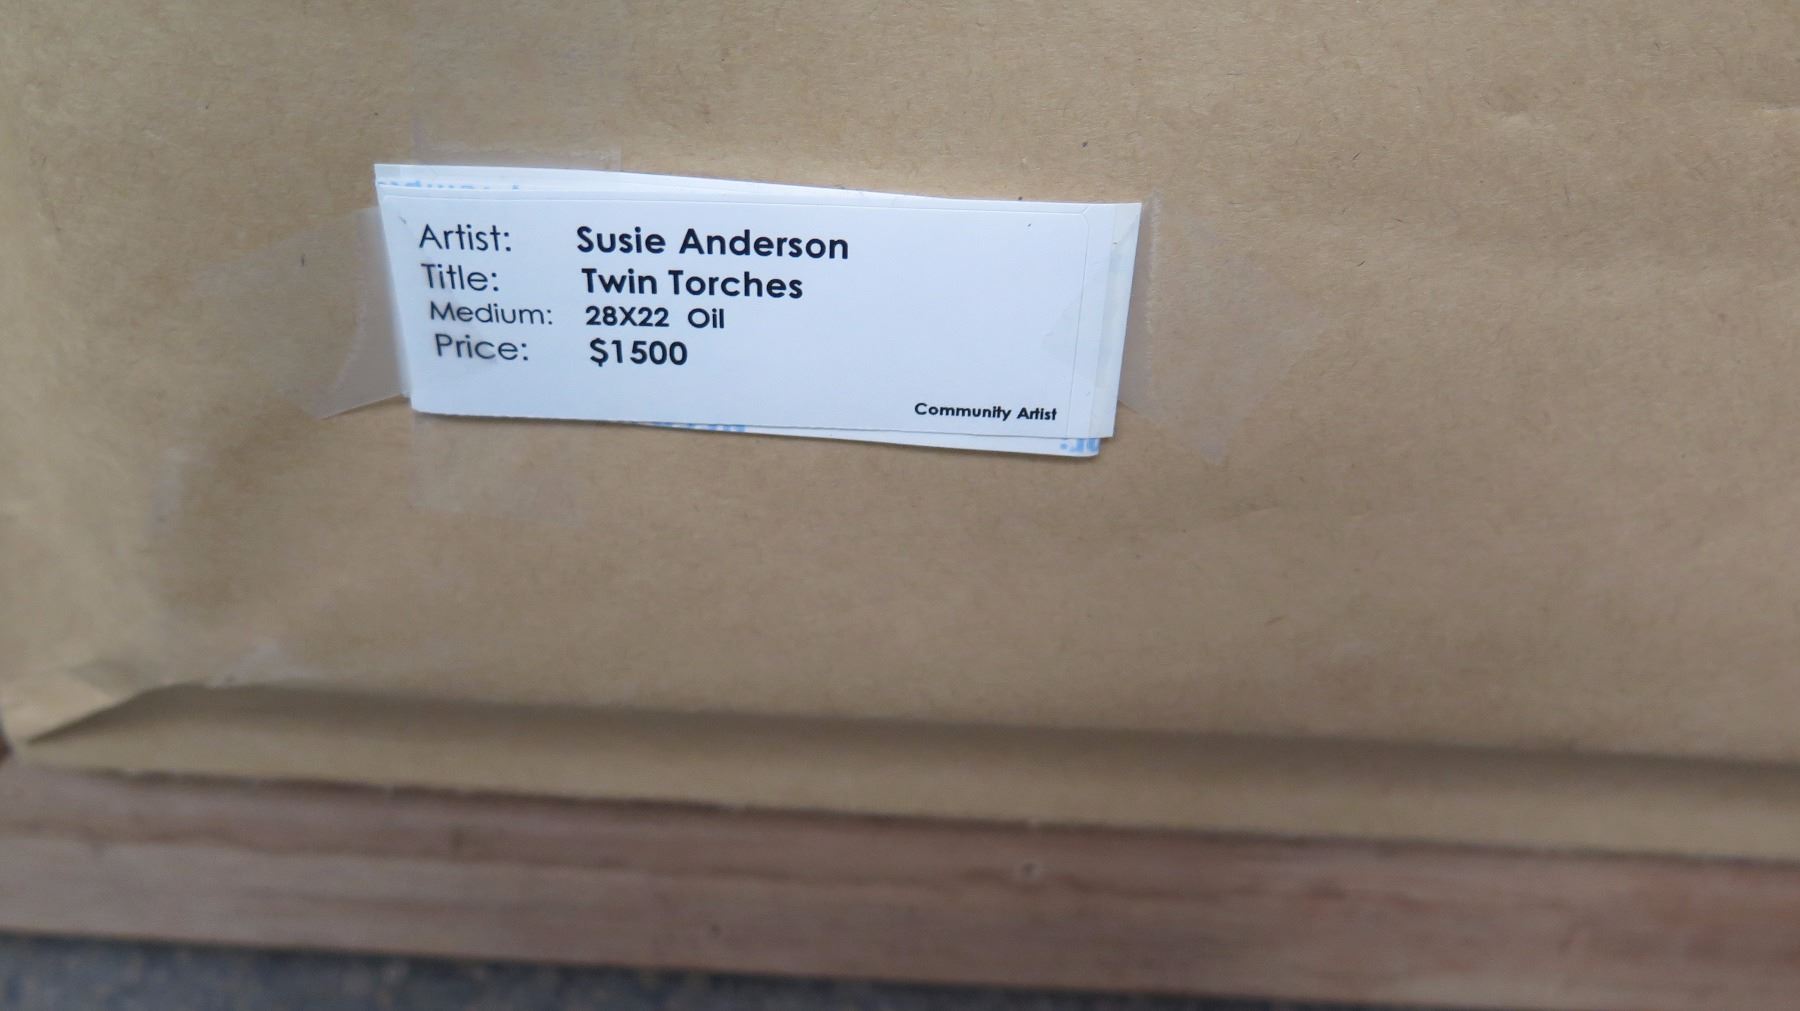 Artist: Susie Anderson
Title: Twin Torches
Medium: 28X22 Oil
Price: $1500
Community Artist